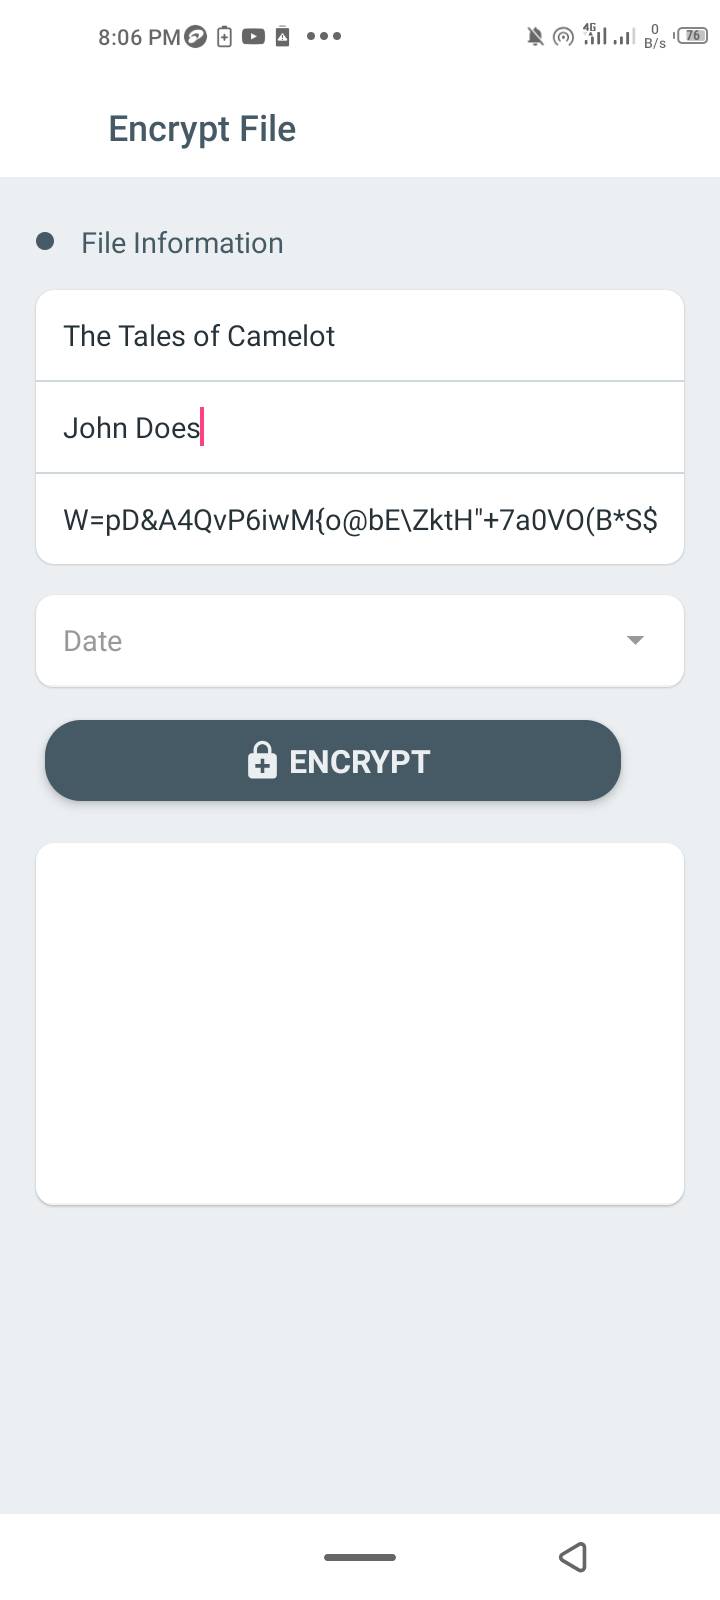 8:06 PM
4G
0
B/s
76
Encrypt File
File Information
The Tales of Camelot
John Does
W=pD&A4QvP6iwM{o@bE\ZktH"+7a0VO(B*S$
Date
ENCRYPT